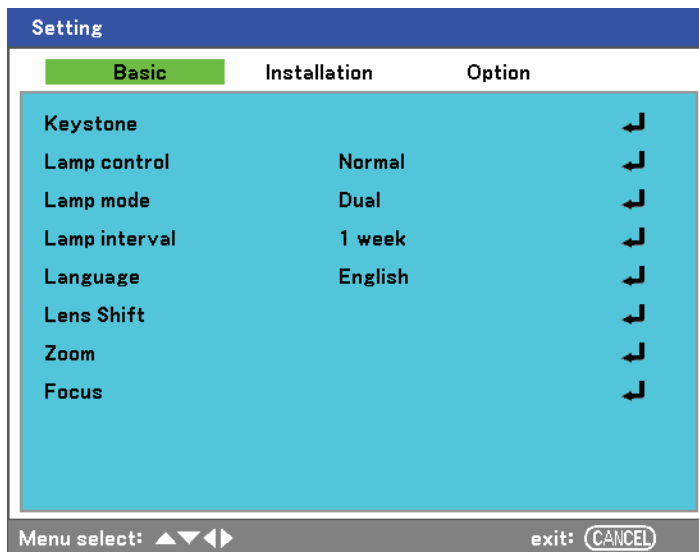 Setting
Basic Installation Option
Keystone
Lamp control Normal
Lamp mode Dual
Lamp interval 1 week
Language English
Lens Shift
Zoom
Focus
Menu select: ▲▼◀▶ exit: CANCEL